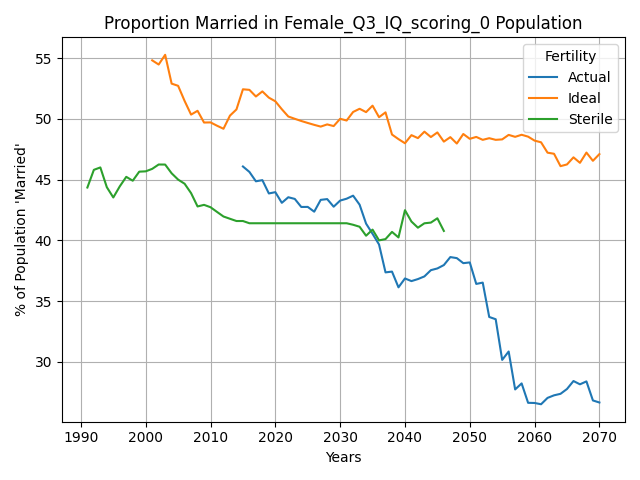 Proportion Married in Female_Q3_IQ_scoring_0 Population
% of Population 'Married'
55
50
45
40
35
30
Fertility
Actual
Ideal
Sterile
1990 2000 2010 2020 2030 2040 2050 2060 2070
Years